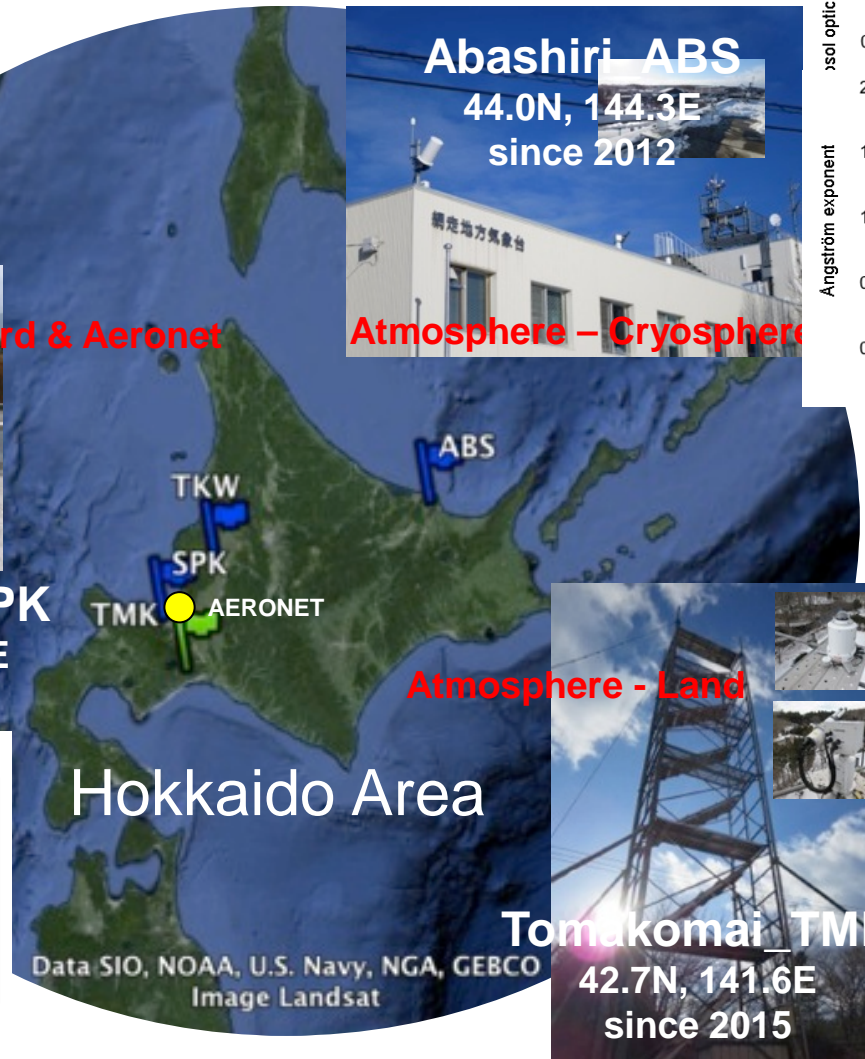 Abashiri_ABS
44.0N, 144.3E
since 2012
網走地方気象台
Atmosphere – Cryosphere
rd & Aeronet
sol optic
Ångström exponent
ABS
TKW
SPK
TMK
AERONET
PK
E
Atmosphere - Land
Hokkaido Area
Tomakomai_TM
42.7N, 141.6E
since 2015
Data SIO, NOAA, U.S. Navy, NGA, GEBCO
Image Landsat